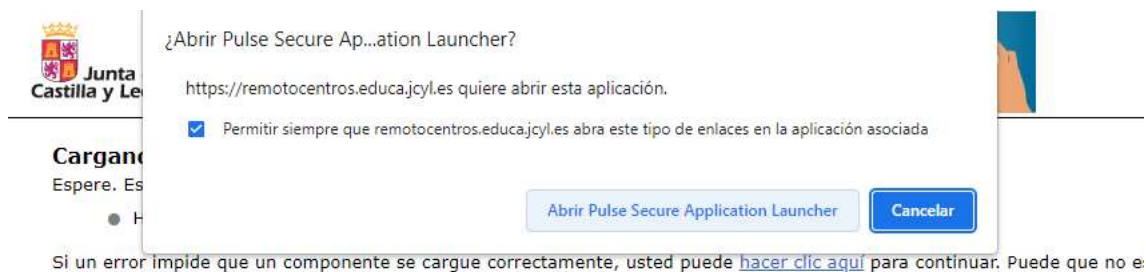 ¿Abrir Pulse Secure Ap...ation Launcher?
Junta
Castilla y Le
https://remotocentros.educa.jcyl.es quiere abrir esta aplicación.
Permitir siempre que remotocentros.educa.jcyl.es abra este tipo de enlaces en la aplicación asociada
Cargand
Espere. Es
H
Abrir Pulse Secure Application Launcher
Cancelar
Si un error impide que un componente se cargue correctamente, usted puede hacer clic aquí para continuar. Puede que no e